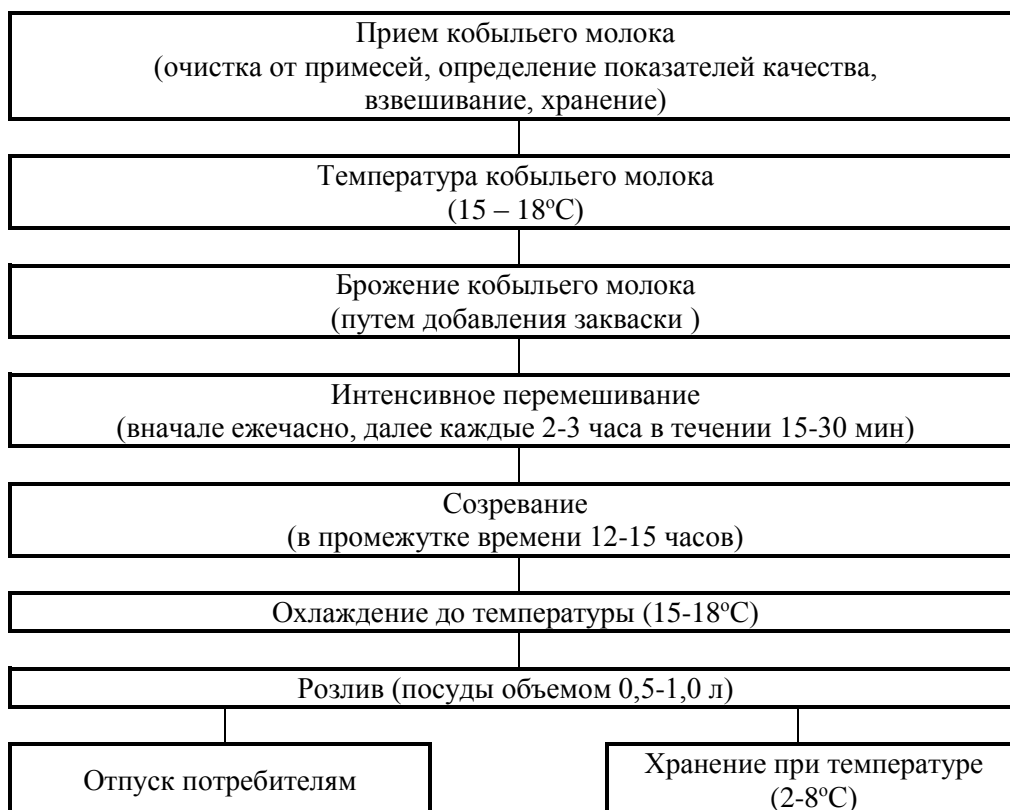 Прием кобыльего молока
(очистка от примесей, определение показателей качества,
взвешивание, хранение)
Температура кобыльего молока
(15 – 18ºС)
Брожение кобыльего молока
(путем добавления закваски )
Интенсивное перемешивание
(вначале ежечасно, далее каждые 2-3 часа в течении 15-30 мин)
Созревание
(в промежутке времени 12-15 часов)
Охлаждение до температуры (15-18ºС)
Розлив (посуды объемом 0,5-1,0 л)
Отпуск потребителям
Хранение при температуре
(2-8ºС)